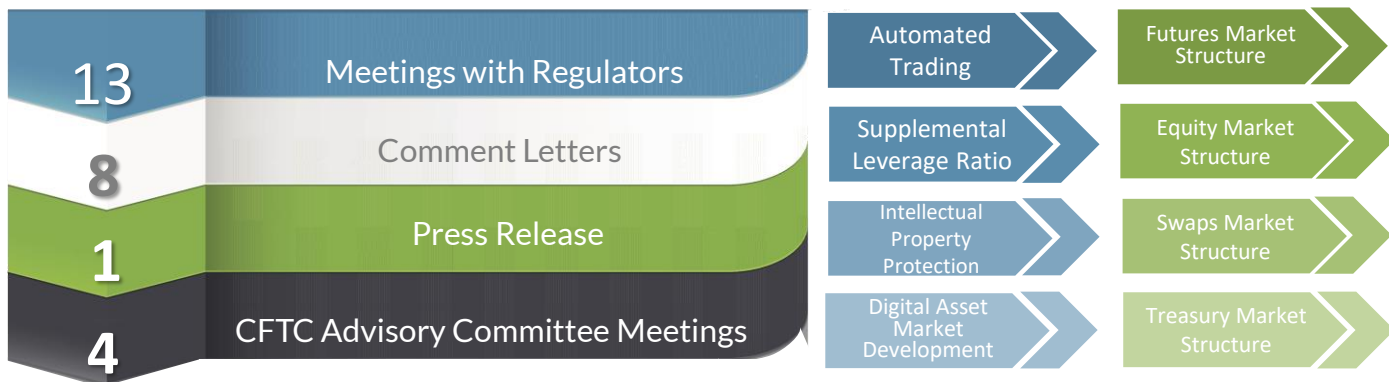 13
Meetings with Regulators
8
Comment Letters
1
Press Release
4
CFTC Advisory Committee Meetings
Automated
Trading
Supplemental
Leverage Ratio
Intellectual
Property
Protection
Digital Asset
Market
Development
Futures Market
Structure
Equity Market
Structure
Swaps Market
Structure
Treasury Market
Structure